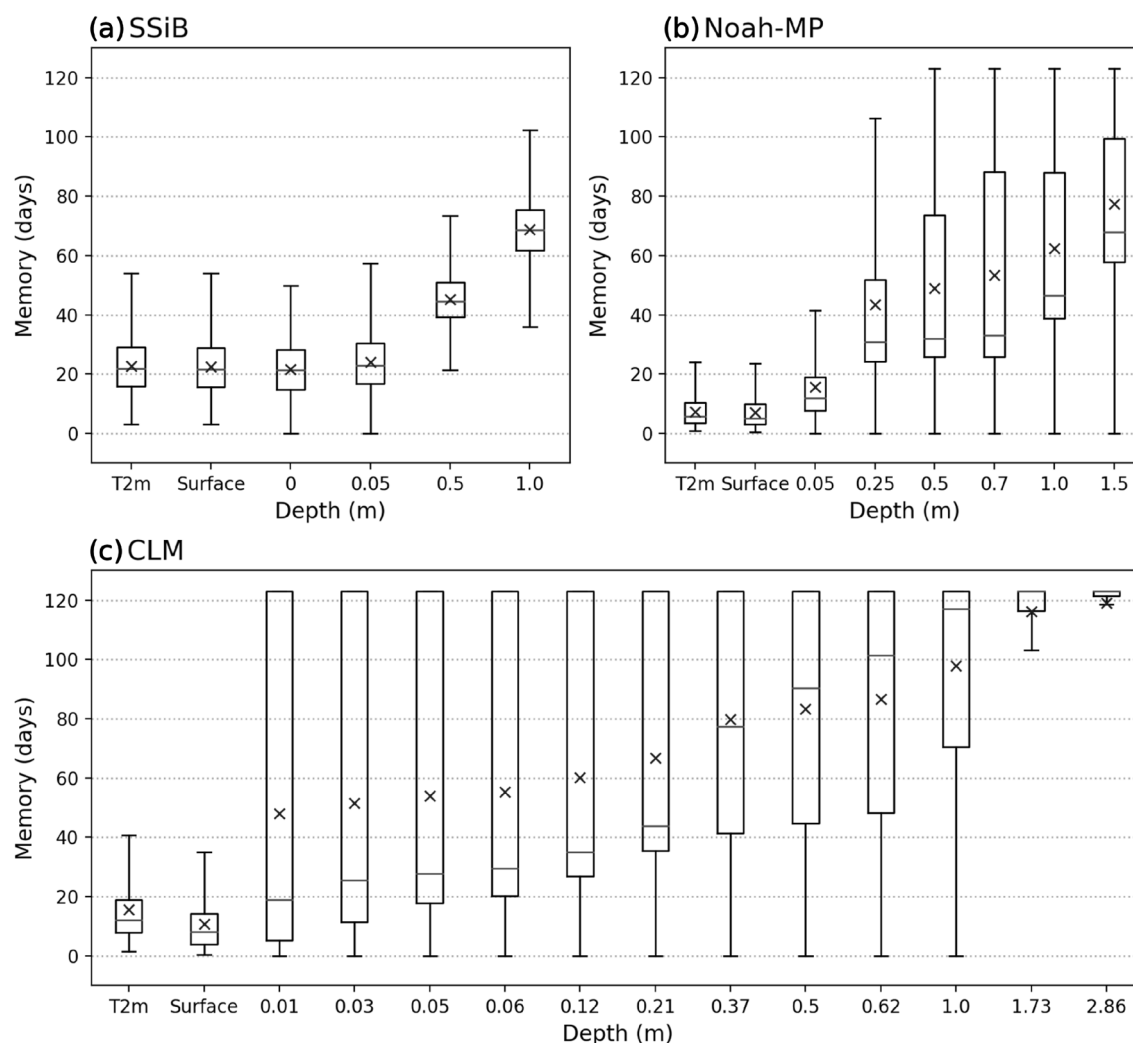 (a) SSiB
(b) Noah-MP
Memory (days)
120
100
80
60
40
20
0
T2m Surface 0 0.05 0.5 1.0
Depth (m)
Memory (days)
120
100
80
60
40
20
0
T2m Surface 0.05 0.25 0.5 0.7 1.0 1.5
Depth (m)
(c) CLM
Memory (days)
120
100
80
60
40
20
0
T2m Surface 0.01 0.03 0.05 0.06 0.12 0.21 0.37 0.5 0.62 1.0 1.73 2.86
Depth (m)